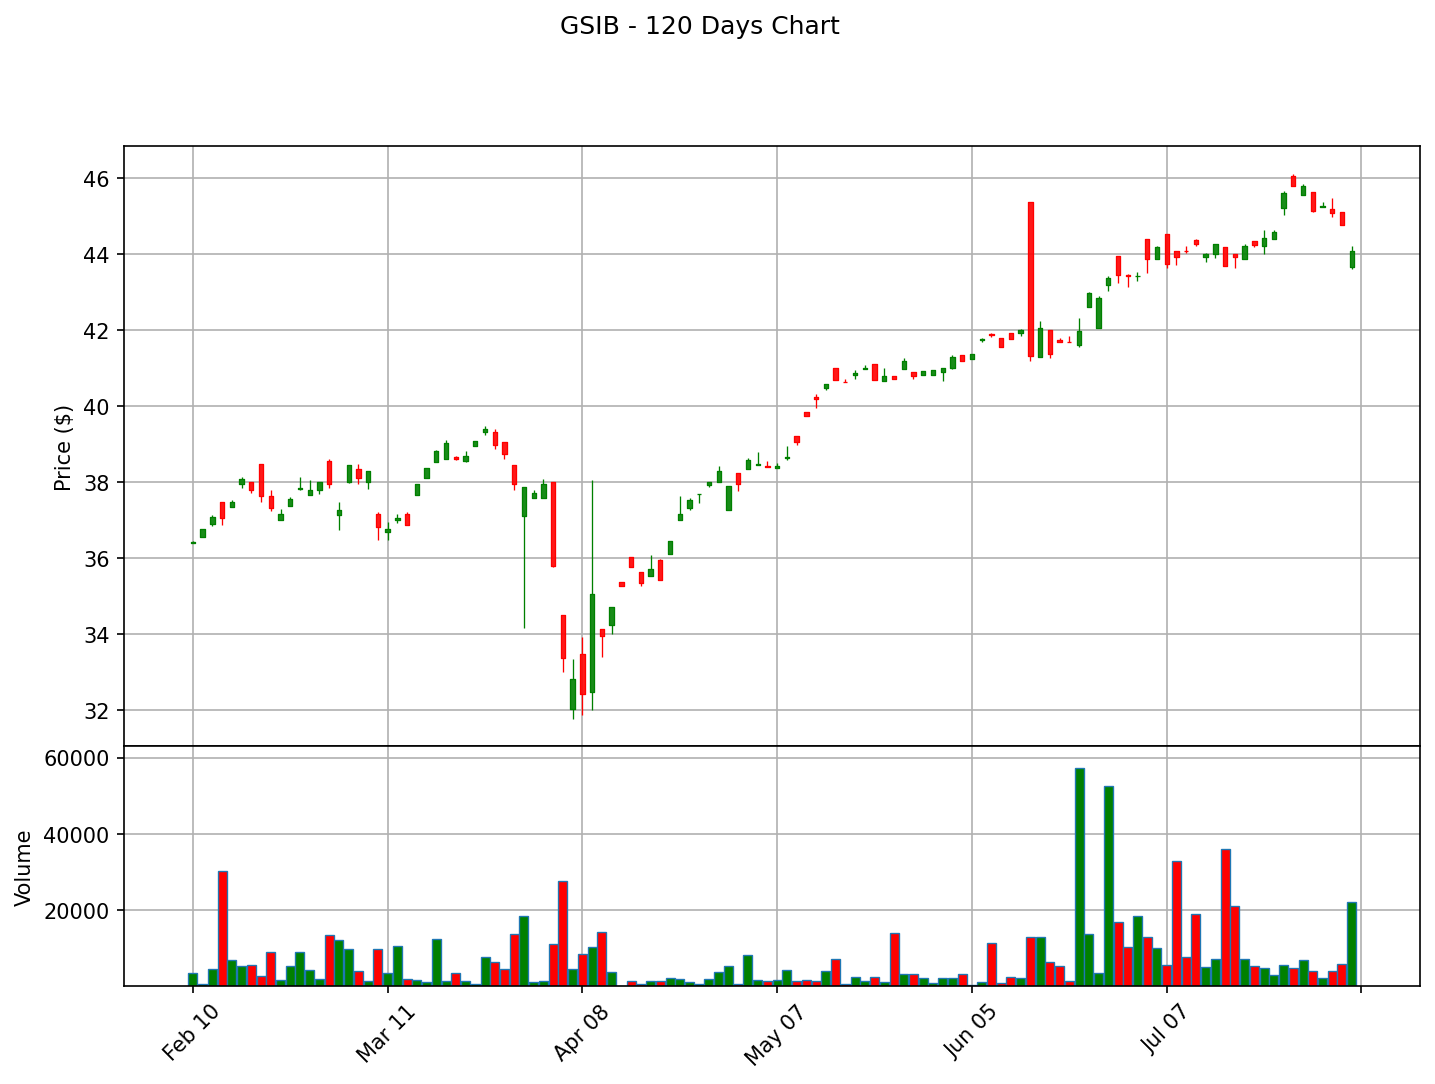 GSIB - 120 Days Chart
46
44
42
40
38
36
34
32
Price ($)
60000
40000
20000
Volume
Feb 10
Mar 11
Apr 08
May 07
Jun 05
Jul 07